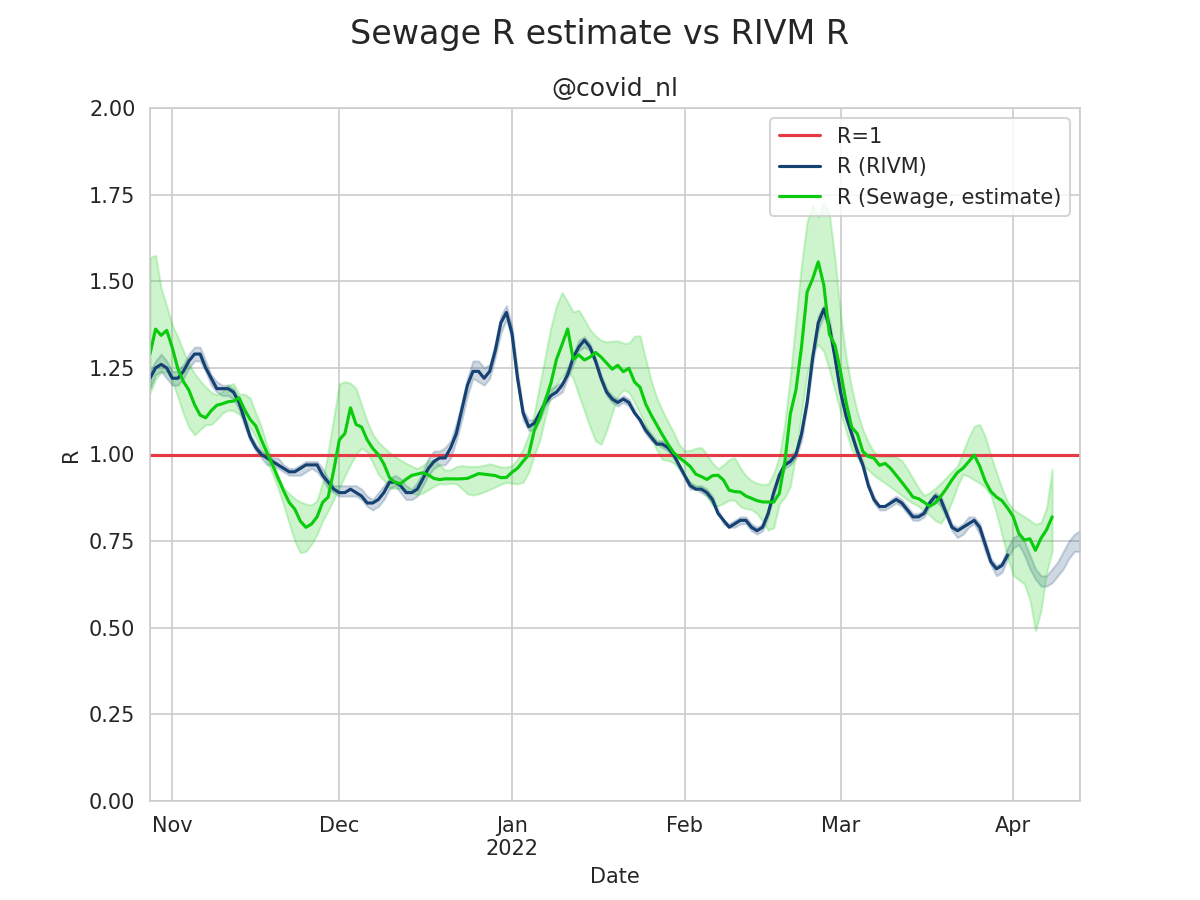 Sewage R estimate vs RIVM R
@covid_nl
R=1
R (RIVM)
R (Sewage, estimate)
2.00
1.75
1.50
1.25
1.00
0.75
0.50
0.25
0.00
R
Nov Dec Jan Feb Mar Apr
2022
Date